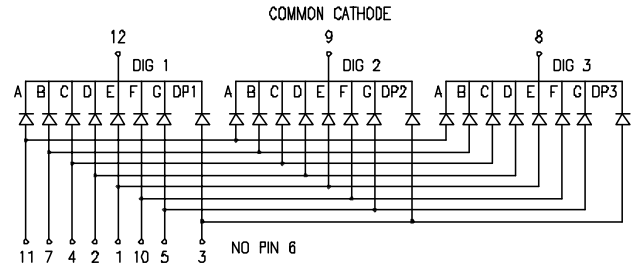 COMMON CATHODE
12 9 8
DIG 1 DIG 2 DIG 3
A B C D E F G DP1 A B C D E F G DP2 A B C D E F G DP3
11 7 4 2 1 10 5 3 NO PIN 6